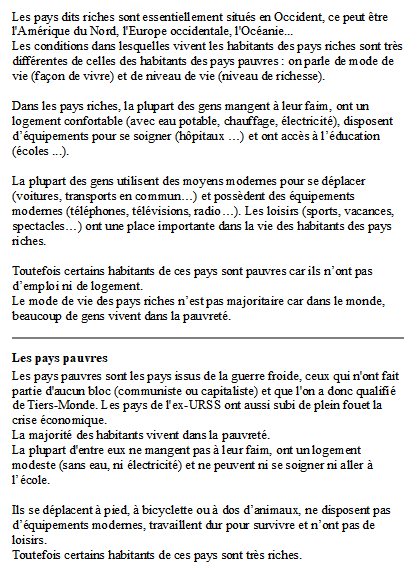 Les pays dits riches sont essentiellement situés en Occident, ce peut être
l'Amérique du Nord, l'Europe occidentale, l'Océanie...
Les conditions dans lesquelles vivent les habitants des pays riches sont très
différentes de celles des habitants des pays pauvres : on parle de mode de
vie (façon de vivre) et de niveau de vie (niveau de richesse).
Dans les pays riches, la plupart des gens mangent à leur faim, ont un
logement confortable (avec eau potable, chauffage, électricité), disposent
d’équipements pour se soigner (hôpitaux …) et ont accès à l’éducation
(écoles ...).
La plupart des gens utilisent des moyens modernes pour se déplacer
(voitures, transports en commun…) et possèdent des équipements
modernes (téléphones, télévisions, radio…). Les loisirs (sports, vacances,
spectacles…) ont une place importante dans la vie des habitants des pays
riches.
Toutefois certains habitants de ces pays sont pauvres car ils n’ont pas
d’emploi ni de logement.
Le mode de vie des pays riches n’est pas majoritaire car dans le monde,
beaucoup de gens vivent dans la pauvreté.
Les pays pauvres
Les pays pauvres sont les pays issus de la guerre froide, ceux qui n'ont fait
partie d'aucun bloc (communiste ou capitaliste) et que l'on a donc qualifié
de Tiers-Monde. Les pays de l'ex-URSS ont aussi subi de plein fouet la
crise économique.
La majorité des habitants vivent dans la pauvreté.
La plupart d'entre eux ne mangent pas à leur faim, ont un logement
modeste (sans eau, ni électricité) et ne peuvent ni se soigner ni aller à
l’école.
Ils se déplacent à pied, à bicyclette ou à dos d’animaux, ne disposent pas
d’équipements modernes, travaillent dur pour survivre et n’ont pas de
loisirs.
Toutefois certains habitants de ces pays sont très riches.